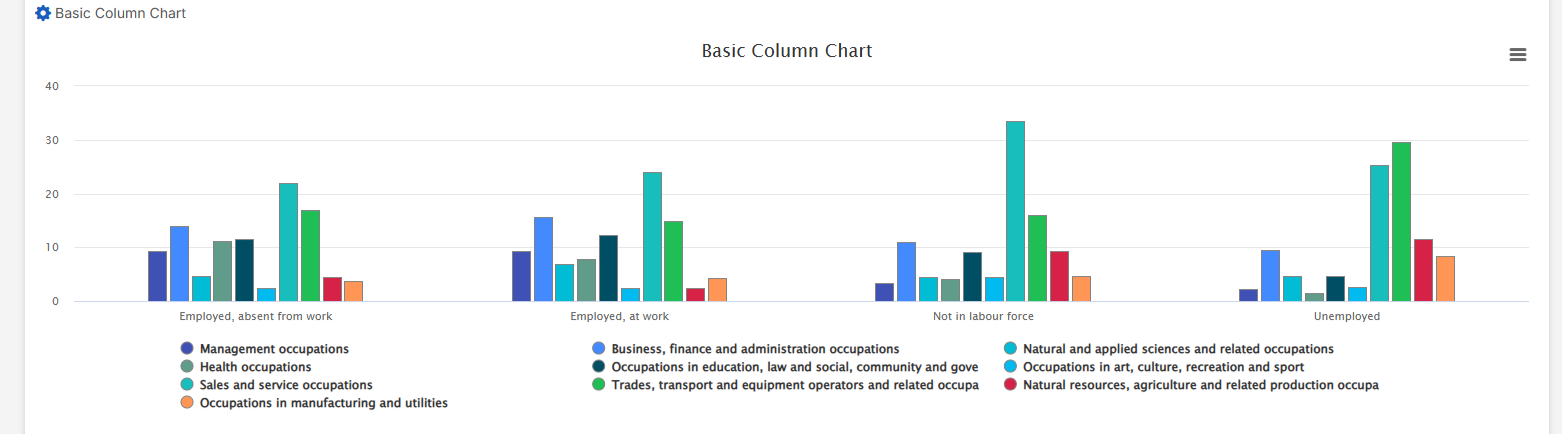 Basic Column Chart
Basic Column Chart
40
30
20
10
0
Employed, absent from work Employed, at work Not in labour force Unemployed
Management occupations Business, finance and administration occupations Natural and applied sciences and related occupations
Health occupations Occupations in education, law and social, community and gove Occupations in art, culture, recreation and sport
Sales and service occupations Trades, transport and equipment operators and related occupa Natural resources, agriculture and related production occupa
Occupations in manufacturing and utilities